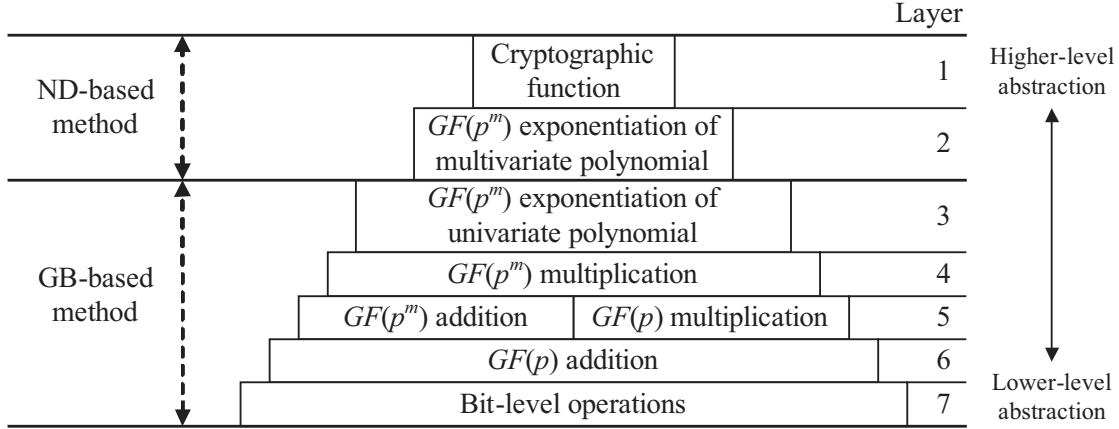 Layer
ND-based
method
Cryptographic
function
1
Higher-level
abstraction
GF(p^m) exponentiation of
multivariate polynomial
2
GB-based
method
GF(p^m) exponentiation of
univariate polynomial
3
GF(p^m) multiplication
4
GF(p^m) addition
GF(p) multiplication
5
GF(p) addition
6
Bit-level operations
7
Lower-level
abstraction